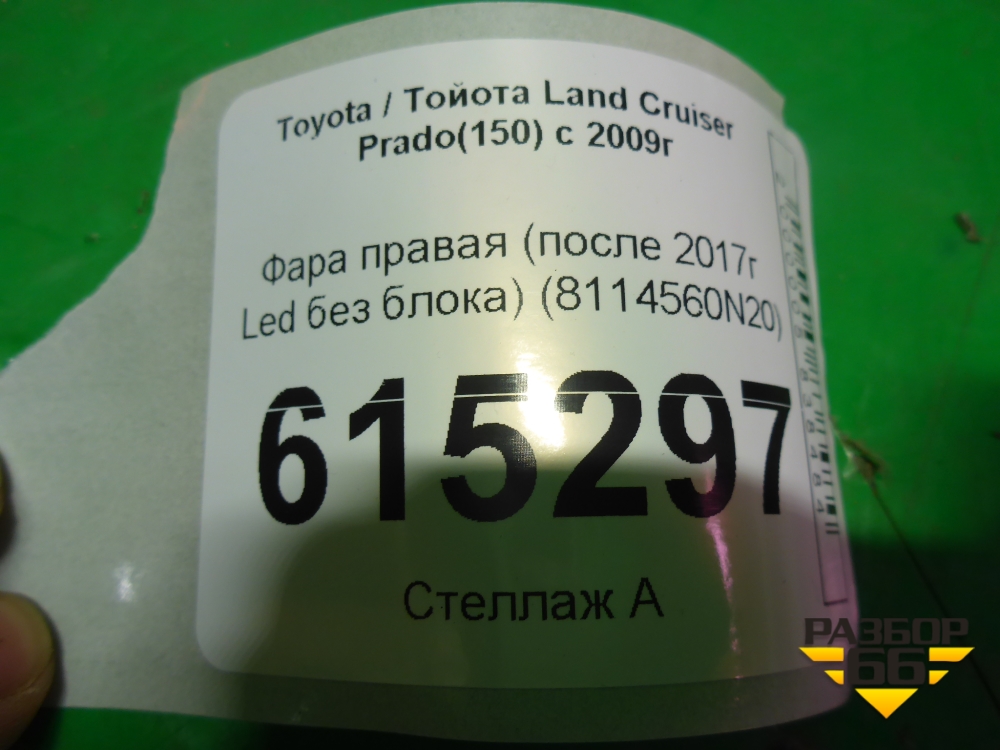 Toyota / Тойота Land Cruiser
Prado(150) с 2009г
Фара правая (после 2017г
Led без блока) (8114560N20)
615297
Стеллаж А
РАЗБОР
66